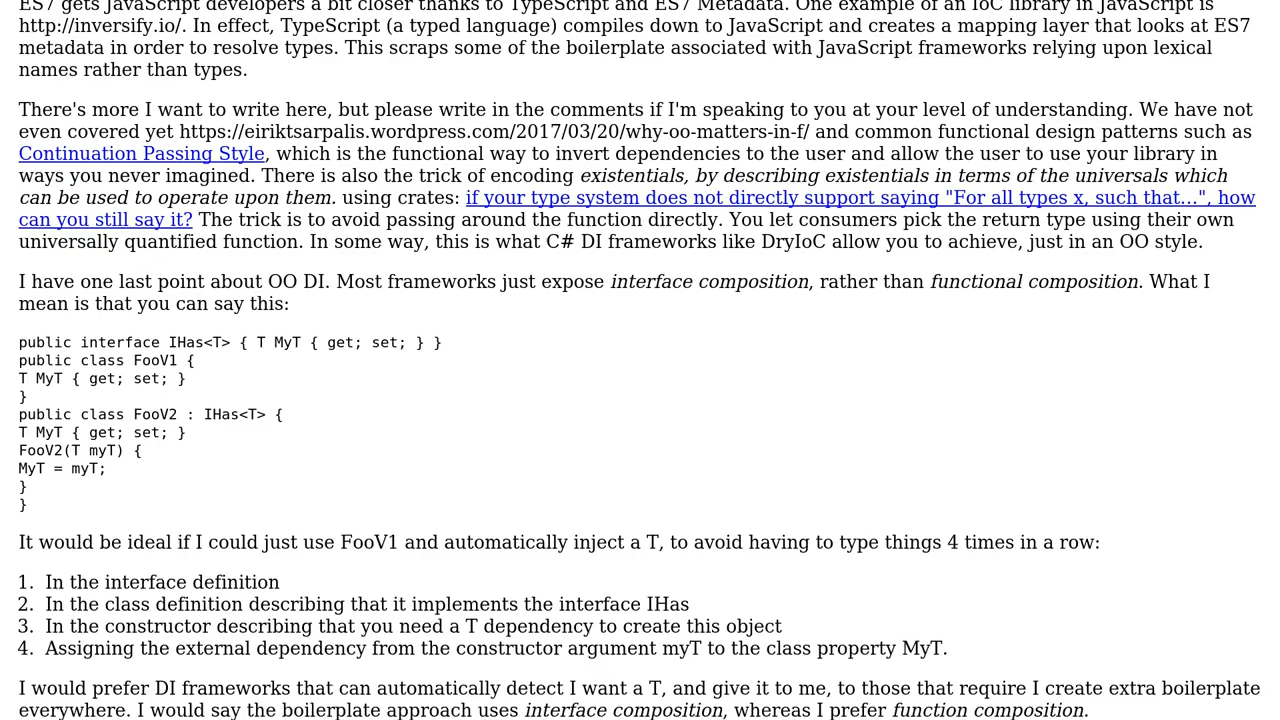 ES7 gets JavaScript developers a bit closer thanks to TypeScript and ES7 Metadata. One example of an IoC library in JavaScript is
http://inversify.io/. In effect, TypeScript (a typed language) compiles down to JavaScript and creates a mapping layer that looks at ES7
metadata in order to resolve types. This scraps some of the boilerplate associated with JavaScript frameworks relying upon lexical
names rather than types.
There's more I want to write here, but please write in the comments if I'm speaking to you at your level of understanding. We have not
even covered yet https://eiriktsarpalis.wordpress.com/2017/03/20/why-oo-matters-in-f/ and common functional design patterns such as
Continuation Passing Style, which is the functional way to invert dependencies to the user and allow the user to use your library in
ways you never imagined. There is also the trick of encoding existentials, by describing existentials in terms of the universals which
can be used to operate upon them. using crates: if your type system does not directly support saying "For all types x, such that...", how
can you still say it? The trick is to avoid passing around the function directly. You let consumers pick the return type using their own
universally quantified function. In some way, this is what C# DI frameworks like DryIoC allow you to achieve, just in an OO style.
I have one last point about OO DI. Most frameworks just expose interface composition, rather than functional composition. What I
mean is that you can say this:
public interface IHas<T> { T MyT { get; set; } }
public class FooV1 {
T MyT { get; set; }
}
public class FooV2 : IHas<T> {
T MyT { get; set; }
FooV2(T myT) {
MyT = myT;
}
}
It would be ideal if I could just use FooV1 and automatically inject a T, to avoid having to type things 4 times in a row:
1. In the interface definition
2. In the class definition describing that it implements the interface IHas
3. In the constructor describing that you need a T dependency to create this object
4. Assigning the external dependency from the constructor argument myT to the class property MyT.
I would prefer DI frameworks that can automatically detect I want a T, and give it to me, to those that require I create extra boilerplate
everywhere. I would say the boilerplate approach uses interface composition, whereas I prefer function composition.